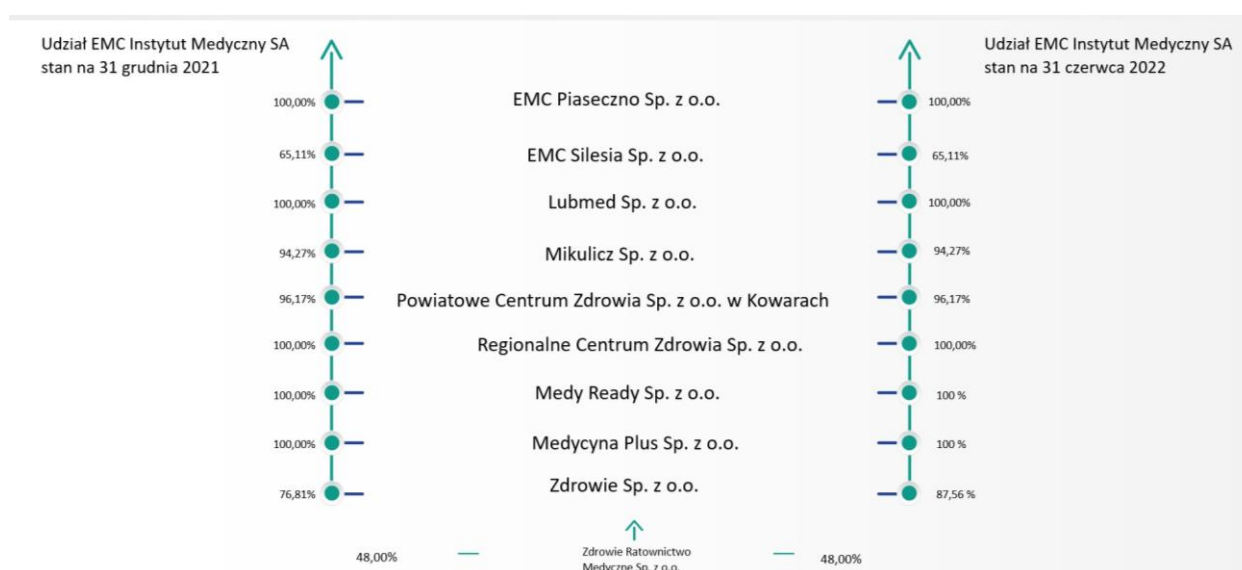 Udział EMC Instytut Medyczny SA
stan na 31 grudnia 2021
Udział EMC Instytut Medyczny SA
stan na 31 czerwca 2022
100,00% EMC Piaseczno Sp. z o.o. 100,00%
65,11% EMC Silesia Sp. z o.o. 65,11%
100,00% Lubmed Sp. z o.o. 100,00%
94,27% Mikulicz Sp. z o.o. 94,27%
96,17% Powiatowe Centrum Zdrowia Sp. z o.o. w Kowarach 96,17%
100,00% Regionalne Centrum Zdrowia Sp. z o.o. 100,00%
100,00% Medy Ready Sp. z o.o. 100 %
100,00% Medycyna Plus Sp. z o.o. 100 %
76,81% Zdrowie Sp. z o.o. 87,56 %
48,00% Zdrowie Ratownictwo 48,00%
Medyczne Sp. z o.o.